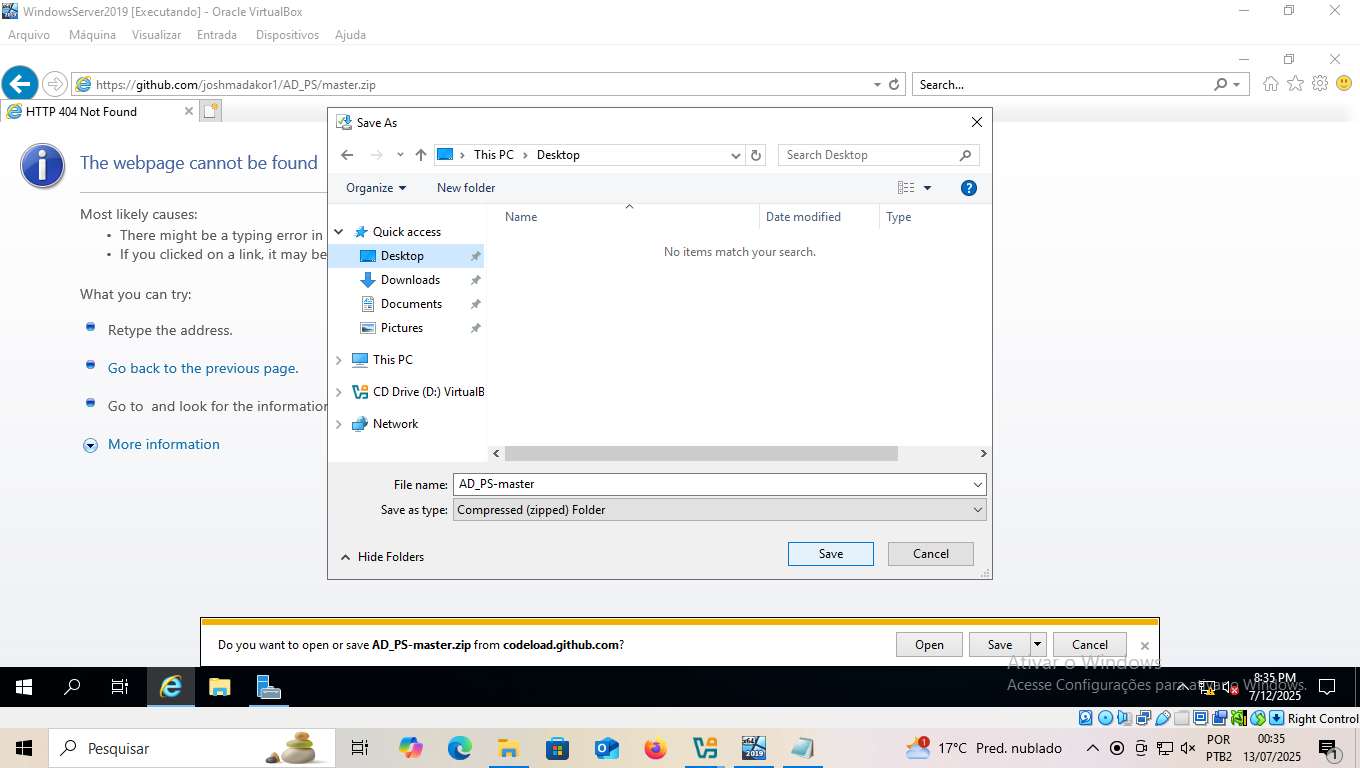 WindowsServer2019 [Executando] - Oracle VirtualBox
Arquivo Máquina Visualizar Entrada Dispositivos Ajuda
https://github.com/joshmadakor1/AD_PS/master.zip
Search...
HTTP 404 Not Found
The webpage cannot be found
Most likely causes:
There might be a typing error in
If you clicked on a link, it may be
What you can try:
Retype the address.
Go back to the previous page.
Go to and look for the information
More information
Save As
This PC > Desktop
Search Desktop
Organize New folder
Name Date modified Type
No items match your search.
Quick access
Desktop
Downloads
Documents
Pictures
This PC
CD Drive (D:) VirtualB
Network
File name: AD_PS-master
Save as type: Compressed (zipped) Folder
Hide Folders
Save Cancel
Do you want to open or save AD_PS-master.zip from codeload.github.com?
Open Save Cancel
Ativar o Windows
Acesse Configurações para ativar o Windows.
8:35 PM
7/12/2025
Right Control
Pesquisar
x64
2019
1
17°C Pred. nublado
POR
PTB2
00:35
13/07/2025
1